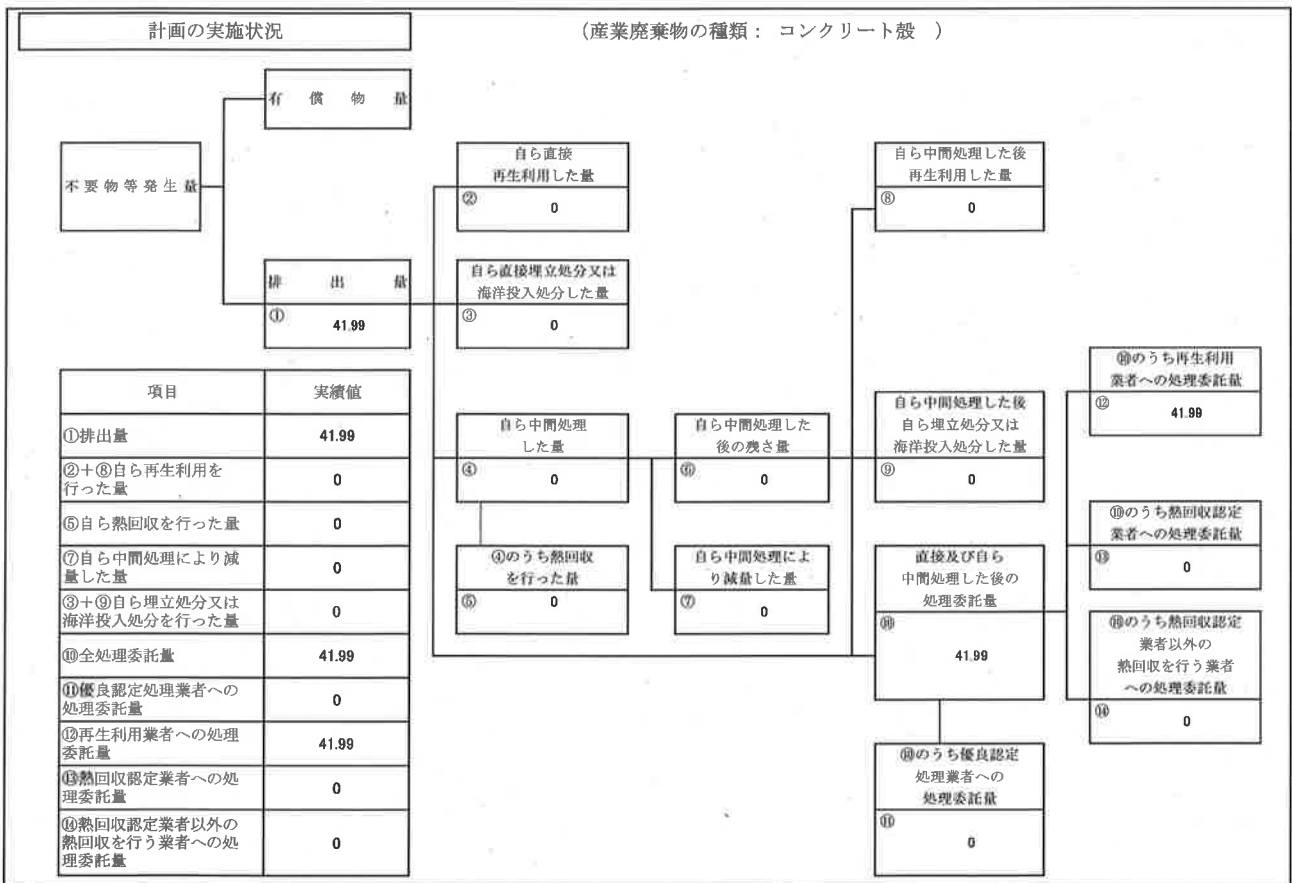 計画の実施状況
（産業廃棄物の種類： コンクリート殻 ）
有償物量
不要物等発生量
自ら直接
再生利用した量
② 0
自ら中間処理した後
再生利用した量
⑧ 0
排出量
① 41.99
自ら直接埋立処分又は
海洋投入処分した量
③ 0
項目 実績値
①排出量 41.99
②＋⑧自ら再生利用を
行った量 0
⑤自ら熱回収を行った量 0
⑦自ら中間処理により減
量した量 0
③＋⑨自ら埋立処分又は
海洋投入処分を行った量 0
⑩全処理委託量 41.99
⑪優良認定処理業者への
処理委託量 0
⑫再生利用業者への処理
委託量 41.99
⑬熱回収認定業者への処
理委託量 0
⑭熱回収認定業者以外の
熱回収を行う業者への処
理委託量 0
自ら中間処理
した量
④ 0
④のうち熱回収
を行った量
⑤ 0
自ら中間処理した
後の残さ量
⑥ 0
自ら中間処理によ
り減量した量
⑦ 0
自ら中間処理した後
自ら埋立処分又は
海洋投入処分した量
⑨ 0
直接及び自ら
中間処理した後の
処理委託量
⑩
41.99
⑩のうち優良認定
処理業者への
処理委託量
⑪
0
⑩のうち再生利用
業者への処理委託量
⑫ 41.99
⑩のうち熱回収認定
業者への処理委託量
⑬ 0
⑩のうち熱回収認定
業者以外の
熱回収を行う業者
への処理委託量
⑭ 0